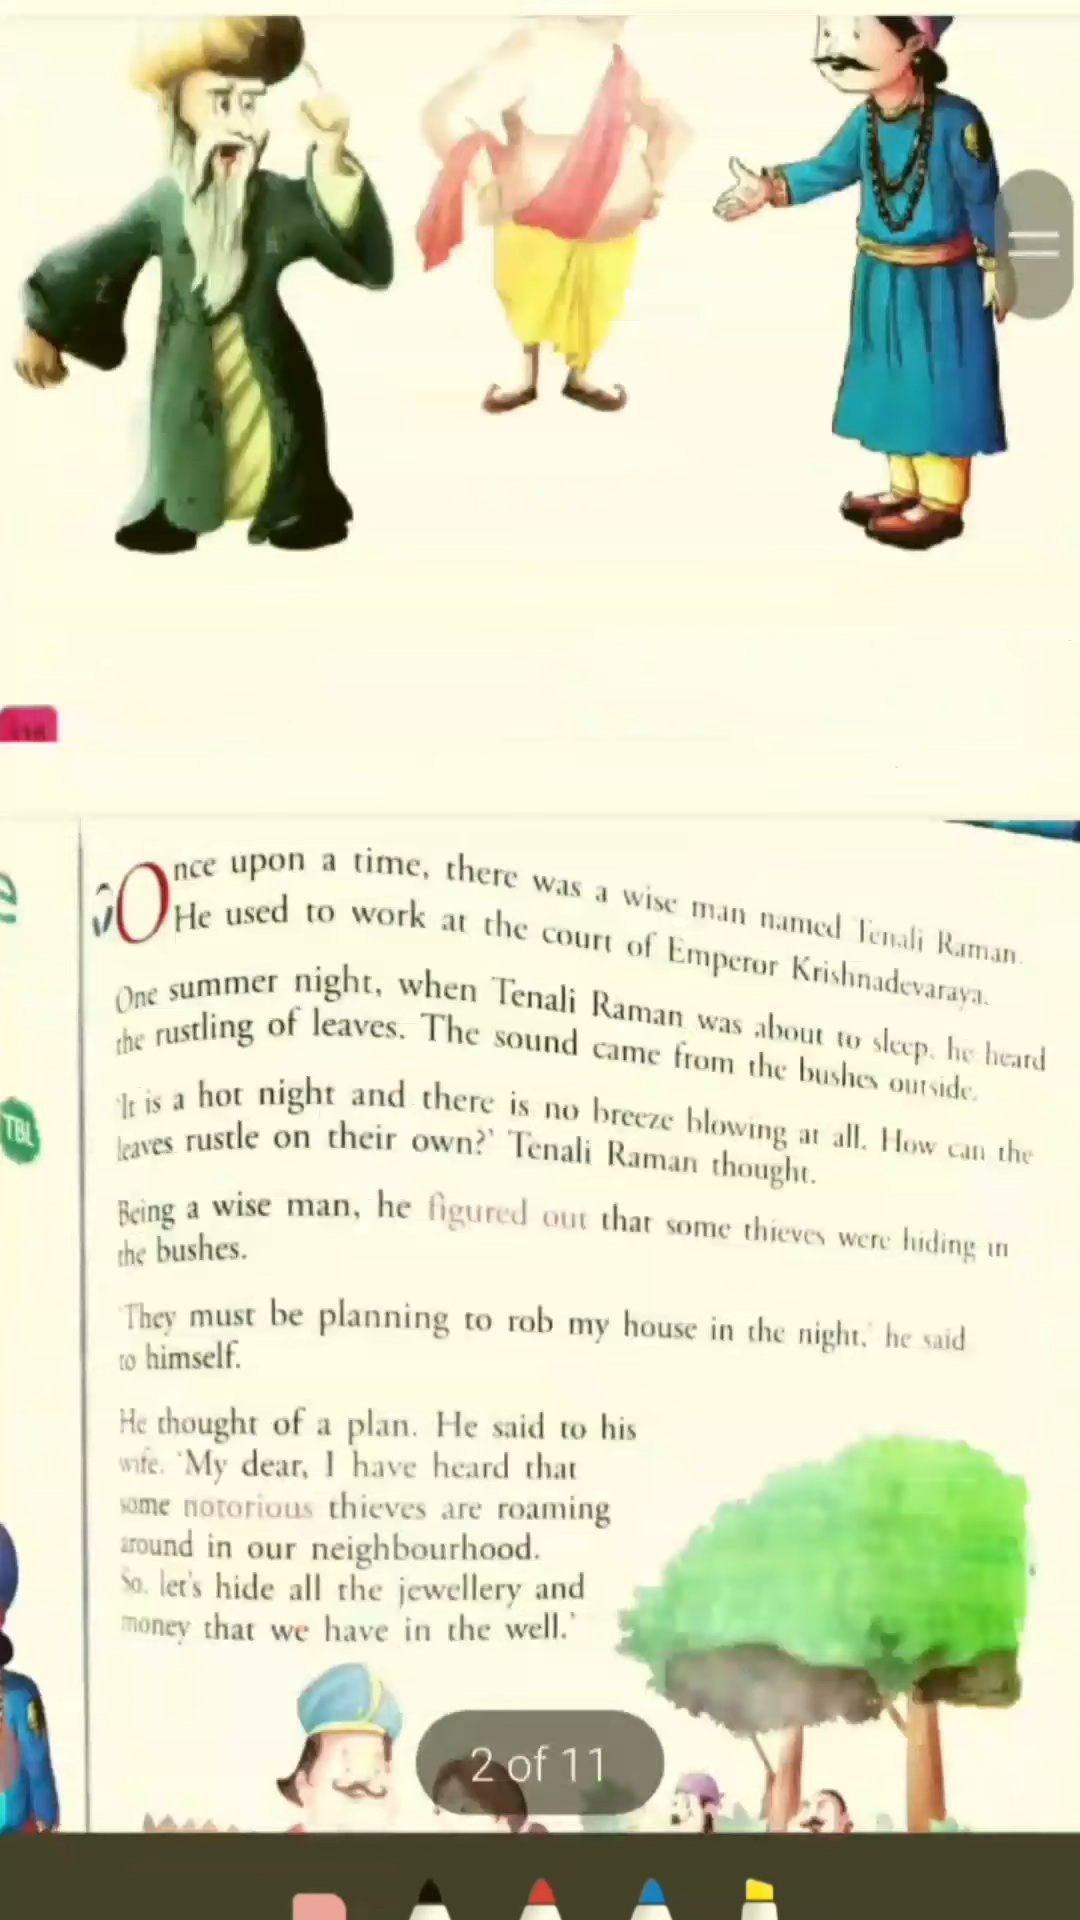 Once upon a time, there was a wise man named Tenali Raman.
He used to work at the court of Emperor Krishnadevaraya.
One summer night, when Tenali Raman was about to sleep, he heard
the rustling of leaves. The sound came from the bushes outside.
'It is a hot night and there is no breeze blowing at all. How can the
leaves rustle on their own?' Tenali Raman thought.
Being a wise man, he figured out that some thieves were hiding in
the bushes.
'They must be planning to rob my house in the night,' he said
to himself.
He thought of a plan. He said to his
wife, 'My dear, I have heard that
some notorious thieves are roaming
around in our neighbourhood.
So, let's hide all the jewellery and
money that we have in the well.'
TBL
2 of 11